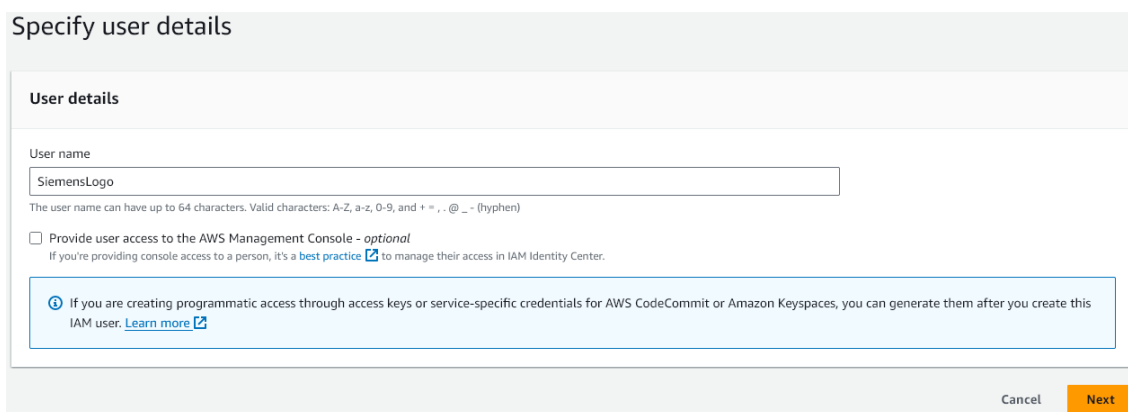 Specify user details
User details
User name
SiemensLogo
The user name can have up to 64 characters. Valid characters: A-Z, a-z, 0-9, and + = , . @ _ - (hyphen)
Provide user access to the AWS Management Console - optional
If you're providing console access to a person, it's a best practice to manage their access in IAM Identity Center.
If you are creating programmatic access through access keys or service-specific credentials for AWS CodeCommit or Amazon Keyspaces, you can generate them after you create this
IAM user. Learn more
Cancel Next